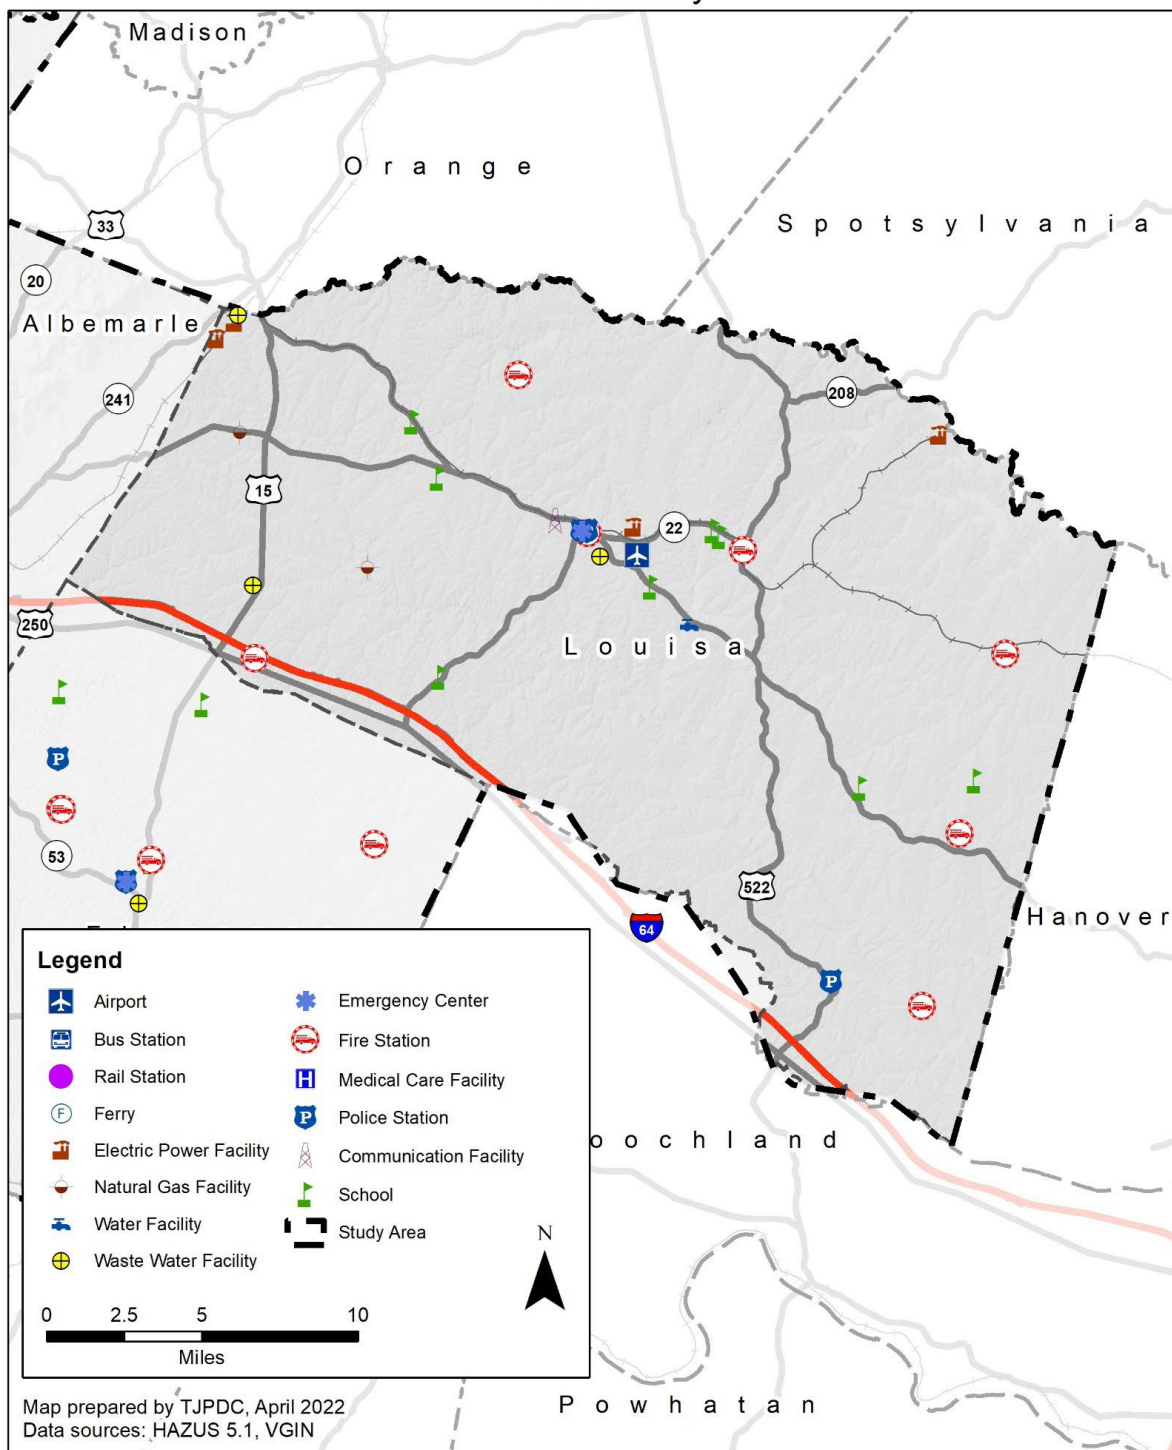 Madison
Orange
Spotsylvania
33
20
Albemarle
241
208
15
22
250
Louisa
P
53
522
Hanover
64
P
Legend
Airport
Bus Station
Rail Station
F Ferry
Electric Power Facility
Natural Gas Facility
Water Facility
Waste Water Facility
Emergency Center
Fire Station
H Medical Care Facility
P Police Station
Communication Facility
School
Study Area
N
0 2.5 5 10
Miles
oochland
Powhatan
Map prepared by TJPDC, April 2022
Data sources: HAZUS 5.1, VGIN